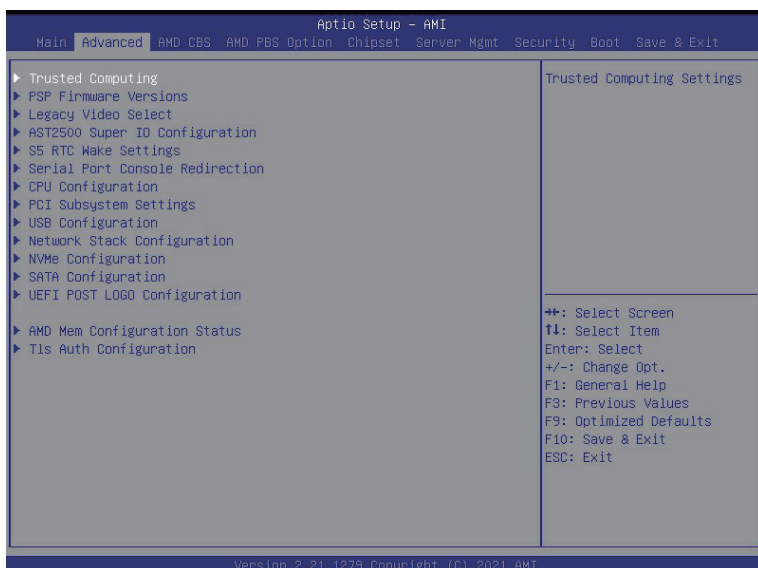 Aptio Setup - AMI
Main Advanced AMD CBS AMD PBS Option Chipset Server Mgmt Security Boot Save & Exit
Trusted Computing
PSP Firmware Versions
Legacy Video Select
AST2500 Super IO Configuration
S5 RTC Wake Settings
Serial Port Console Redirection
CPU Configuration
PCI Subsystem Settings
USB Configuration
Network Stack Configuration
NVMe Configuration
SATA Configuration
UEFI POST LOGO Configuration
AMD Mem Configuration Status
Tls Auth Configuration
Trusted Computing Settings
→←: Select Screen
↑↓: Select Item
Enter: Select
+/-: Change Opt.
F1: General Help
F3: Previous Values
F9: Optimized Defaults
F10: Save & Exit
ESC: Exit
Version 2.21.1279 Copyright (C) 2021 AMI